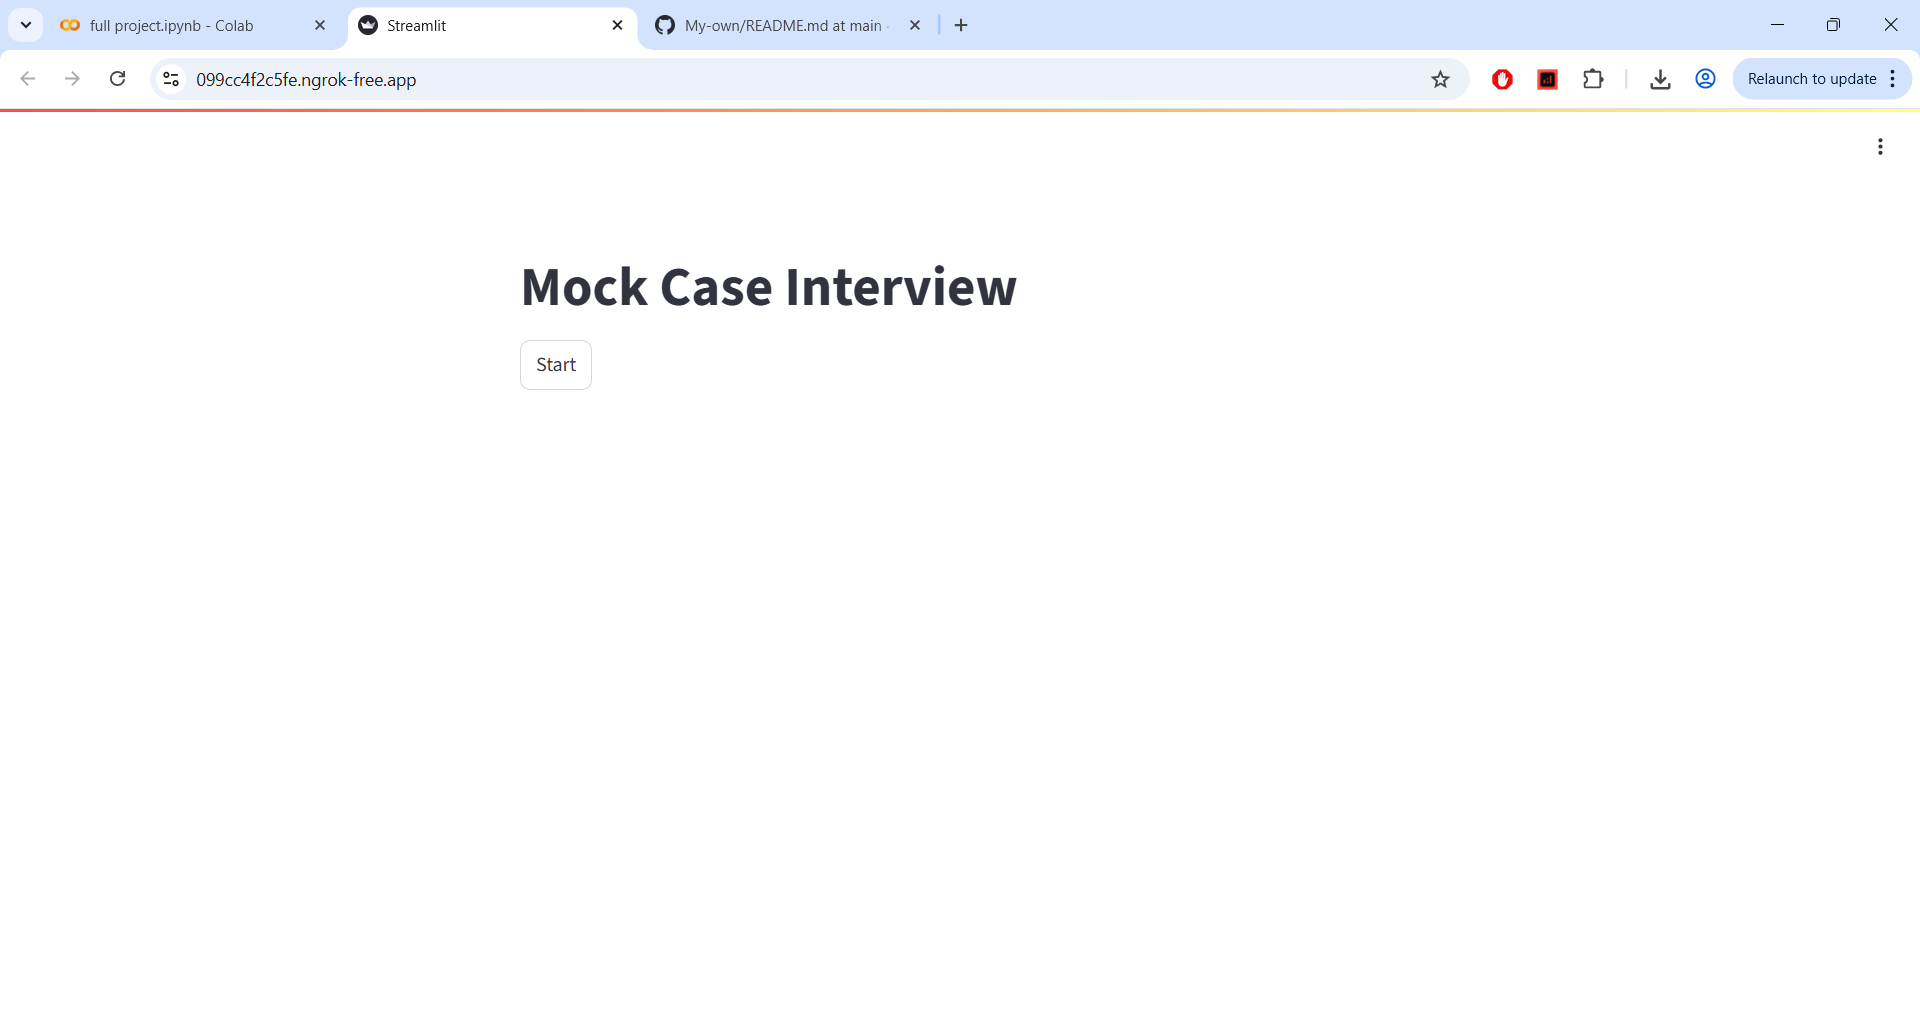 full project.ipynb - Colab
Streamlit
My-own/README.md at main ·
099cc4f2c5fe.ngrok-free.app
Relaunch to update
Mock Case Interview
Start